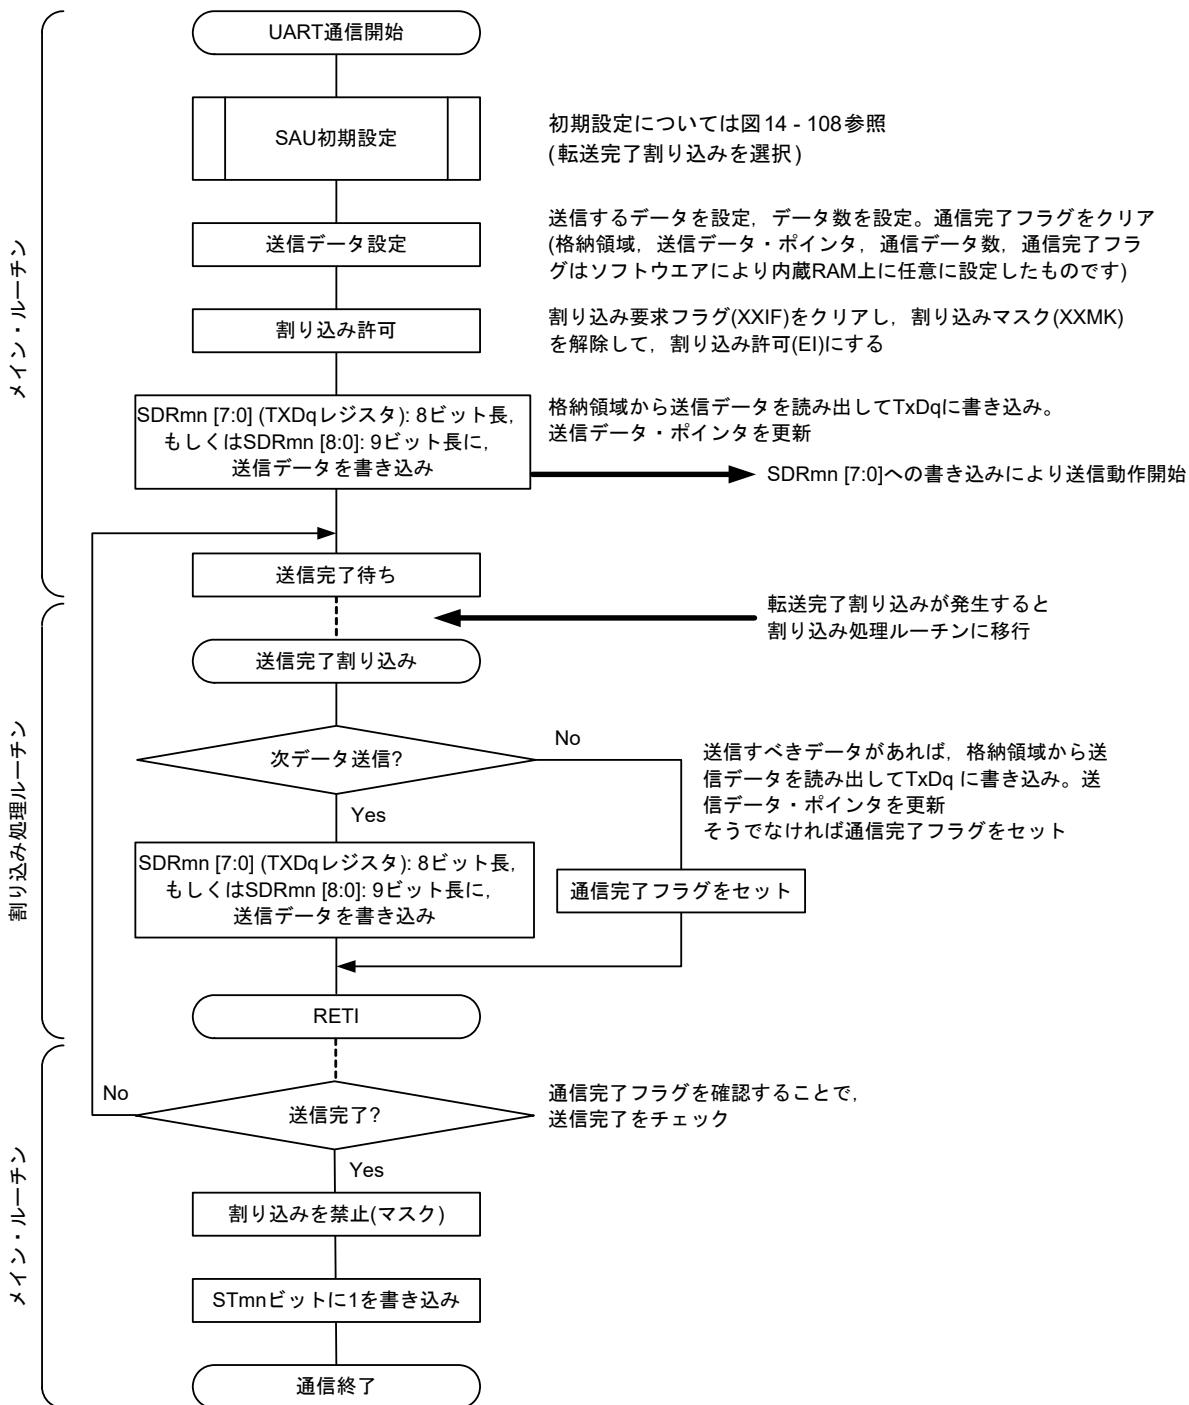 UART通信開始
SAU初期設定
初期設定については図14 - 108参照
(転送完了割り込みを選択)
送信データ設定
送信するデータを設定，データ数を設定。通信完了フラグをクリア
(格納領域，送信データ・ポインタ，通信データ数，通信完了フラ
グはソフトウエアにより内蔵RAM上に任意に設定したものです)
メイン・ルーチン
割り込み許可
割り込み要求フラグ(XXIF)をクリアし，割り込みマスク(XXMK)
を解除して，割り込み許可(EI)にする
SDRmn [7:0] (TXDqレジスタ): 8ビット長，
もしくはSDRmn [8:0]: 9ビット長に，
送信データを書き込み
格納領域から送信データを読み出してTxDqに書き込み。
送信データ・ポインタを更新
SDRmn [7:0]への書き込みにより送信動作開始
送信完了待ち
転送完了割り込みが発生すると
割り込み処理ルーチンに移行
送信完了割り込み
次データ送信?
No
Yes
送信すべきデータがあれば，格納領域から送
信データを読み出してTxDq に書き込み。送
信データ・ポインタを更新
そうでなければ通信完了フラグをセット
割り込み処理ルーチン
SDRmn [7:0] (TXDqレジスタ): 8ビット長，
もしくはSDRmn [8:0]: 9ビット長に，
送信データを書き込み
通信完了フラグをセット
RETI
No
送信完了?
通信完了フラグを確認することで，
送信完了をチェック
Yes
メイン・ルーチン
割り込みを禁止(マスク)
STmnビットに1を書き込み
通信終了